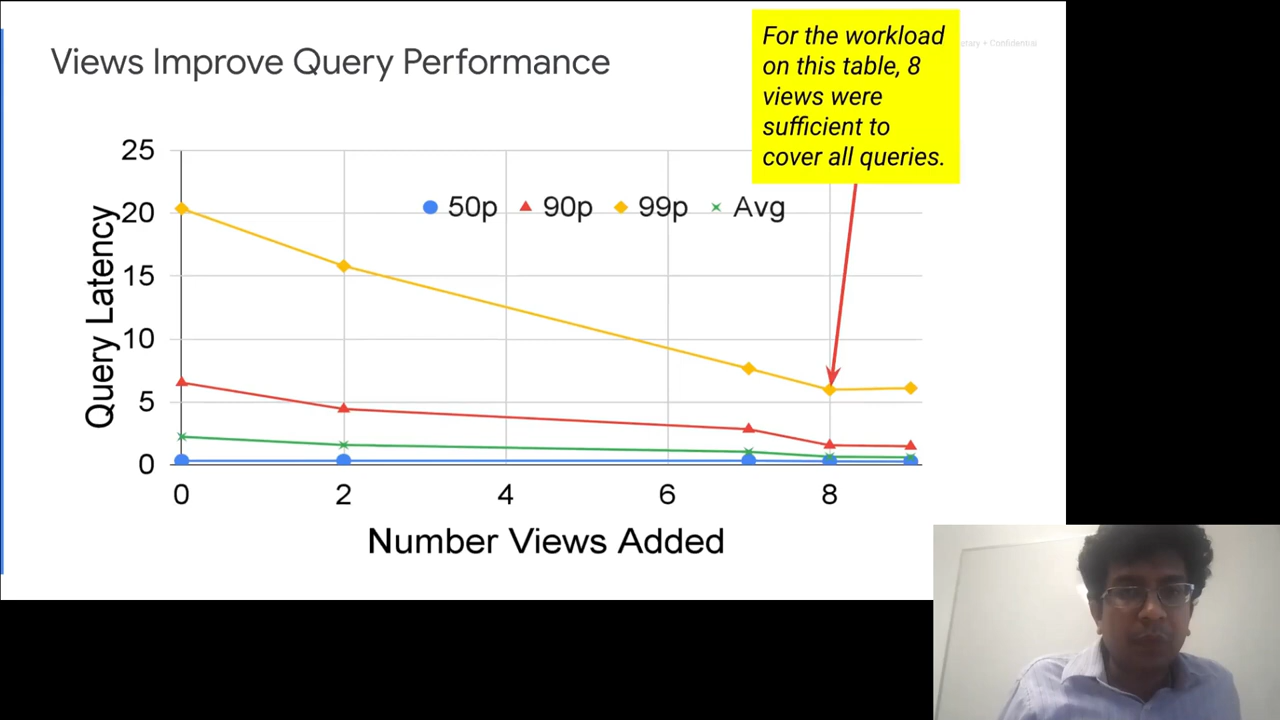 Views Improve Query Performance
For the workload
on this table, 8
views were
sufficient to
cover all queries.
+ Confidential
25
20
15
10
5
0
Query Latency
50p 90p 99p Avg
0 2 4 6 8
Number Views Added